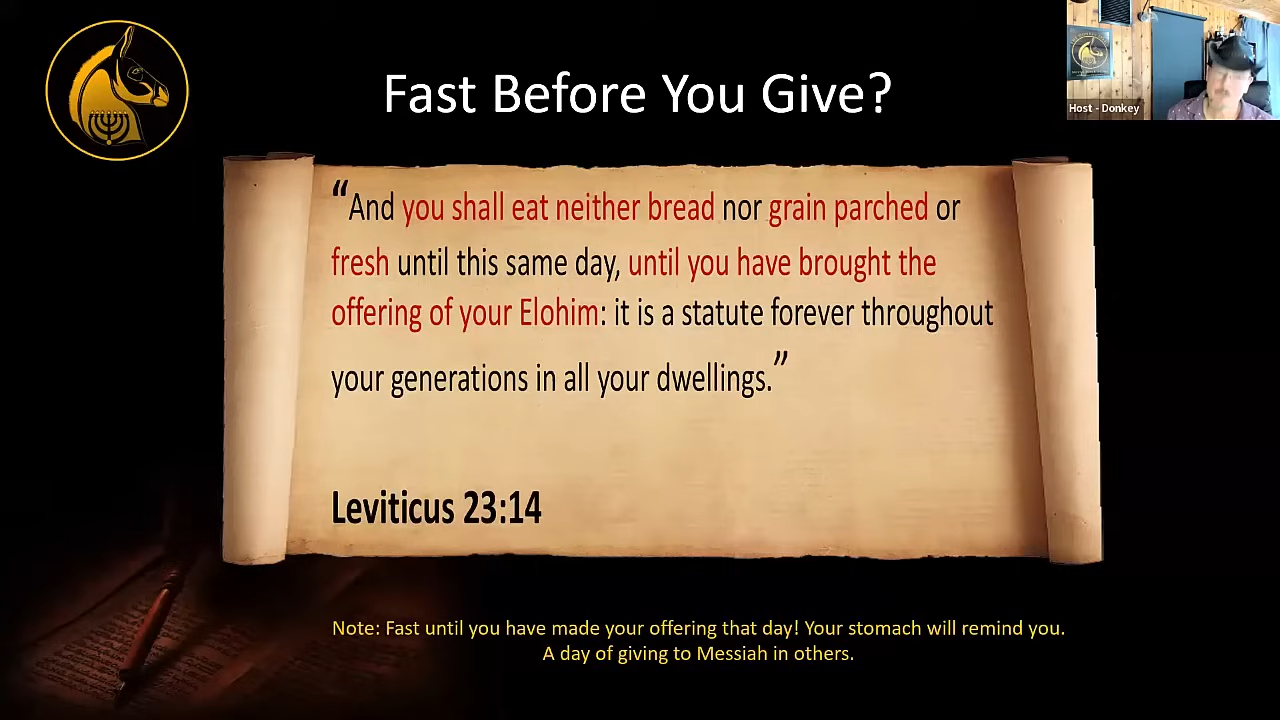 Fast Before You Give?
Host - Donkey
“And you shall eat neither bread nor grain parched or
fresh until this same day, until you have brought the
offering of your Elohim: it is a statute forever throughout
your generations in all your dwellings.”
Leviticus 23:14
Note: Fast until you have made your offering that day! Your stomach will remind you.
A day of giving to Messiah in others.